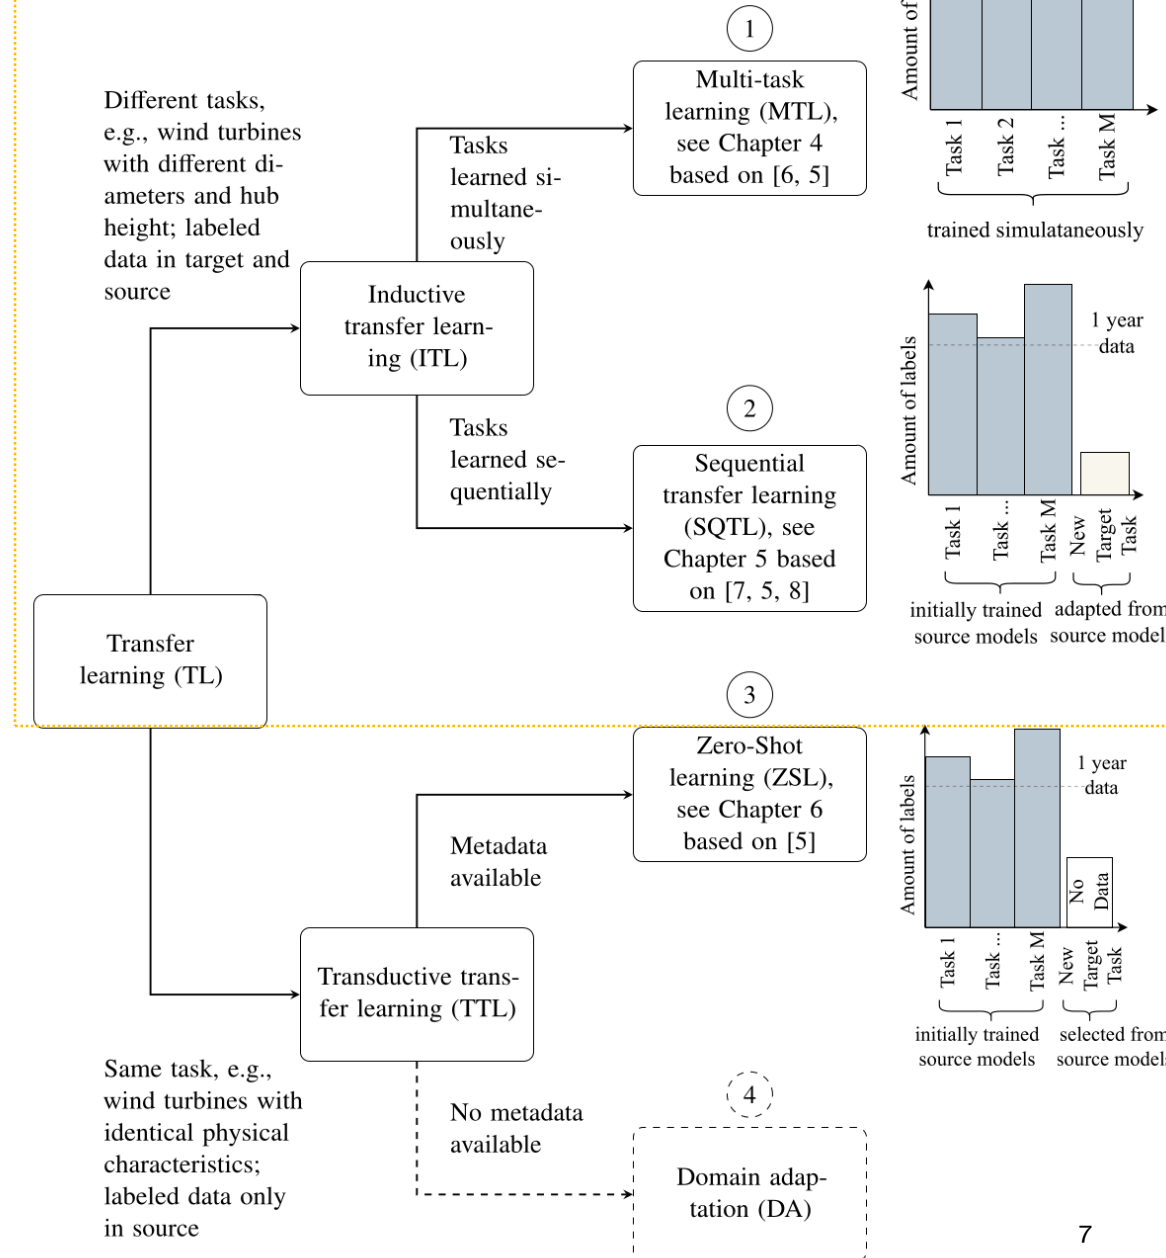 1
Multi-task
learning (MTL),
see Chapter 4
based on [6, 5]
Amount of
Task 1
Task 2
Task ...
Task M
trained simulataneously
Different tasks,
e.g., wind turbines
with different di-
ameters and hub
height; labeled
data in target and
source
Tasks
learned si-
multane-
ously
Inductive
transfer learn-
ing (ITL)
Tasks
learned se-
quentially
2
Sequential
transfer learning
(SQTL), see
Chapter 5 based
on [7, 5, 8]
Amount of labels
1 year
data
Task 1
Task ...
Task M
New
Target
Task
initially trained
source models
adapted from
source model
Transfer
learning (TL)
3
Zero-Shot
learning (ZSL),
see Chapter 6
based on [5]
Amount of labels
1 year
data
No
Data
Task 1
Task ...
Task M
New
Target
Task
initially trained
source models
selected from
source models
Metadata
available
Transductive trans-
fer learning (TTL)
Same task, e.g.,
wind turbines with
identical physical
characteristics;
labeled data only
in source
No metadata
available
4
Domain adap-
tation (DA)
7